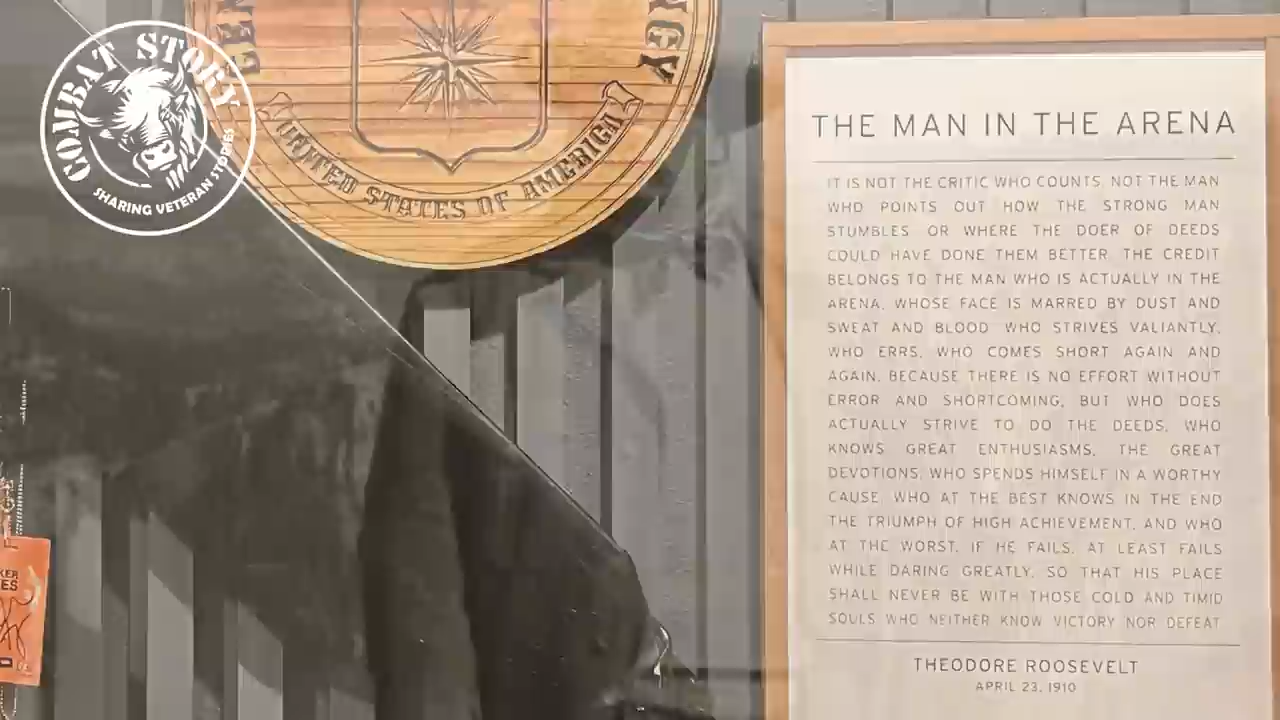 COMBAT STORY
SHARING VETERAN STORIES
UNITED STATES OF AMERICA
THE MAN IN THE ARENA
IT IS NOT THE CRITIC WHO COUNTS, NOT THE MAN
WHO POINTS OUT HOW THE STRONG MAN
STUMBLES OR WHERE THE DOER OF DEEDS
COULD HAVE DONE THEM BETTER. THE CREDIT
BELONGS TO THE MAN WHO IS ACTUALLY IN THE
ARENA, WHOSE FACE IS MARRED BY DUST AND
SWEAT AND BLOOD WHO STRIVES VALIANTLY,
WHO ERRS, WHO COMES SHORT AGAIN AND
AGAIN, BECAUSE THERE IS NO EFFORT WITHOUT
ERROR AND SHORTCOMING, BUT WHO DOES
ACTUALLY STRIVE TO DO THE DEEDS, WHO
KNOWS GREAT ENTHUSIASMS, THE GREAT
DEVOTIONS, WHO SPENDS HIMSELF IN A WORTHY
CAUSE, WHO AT THE BEST KNOWS IN THE END
THE TRIUMPH OF HIGH ACHIEVEMENT, AND WHO
AT THE WORST, IF HE FAILS, AT LEAST FAILS
WHILE DARING GREATLY, SO THAT HIS PLACE
SHALL NEVER BE WITH THOSE COLD AND TIMID
SOULS WHO NEITHER KNOW VICTORY NOR DEFEAT
THEODORE ROOSEVELT
APRIL 23, 1910